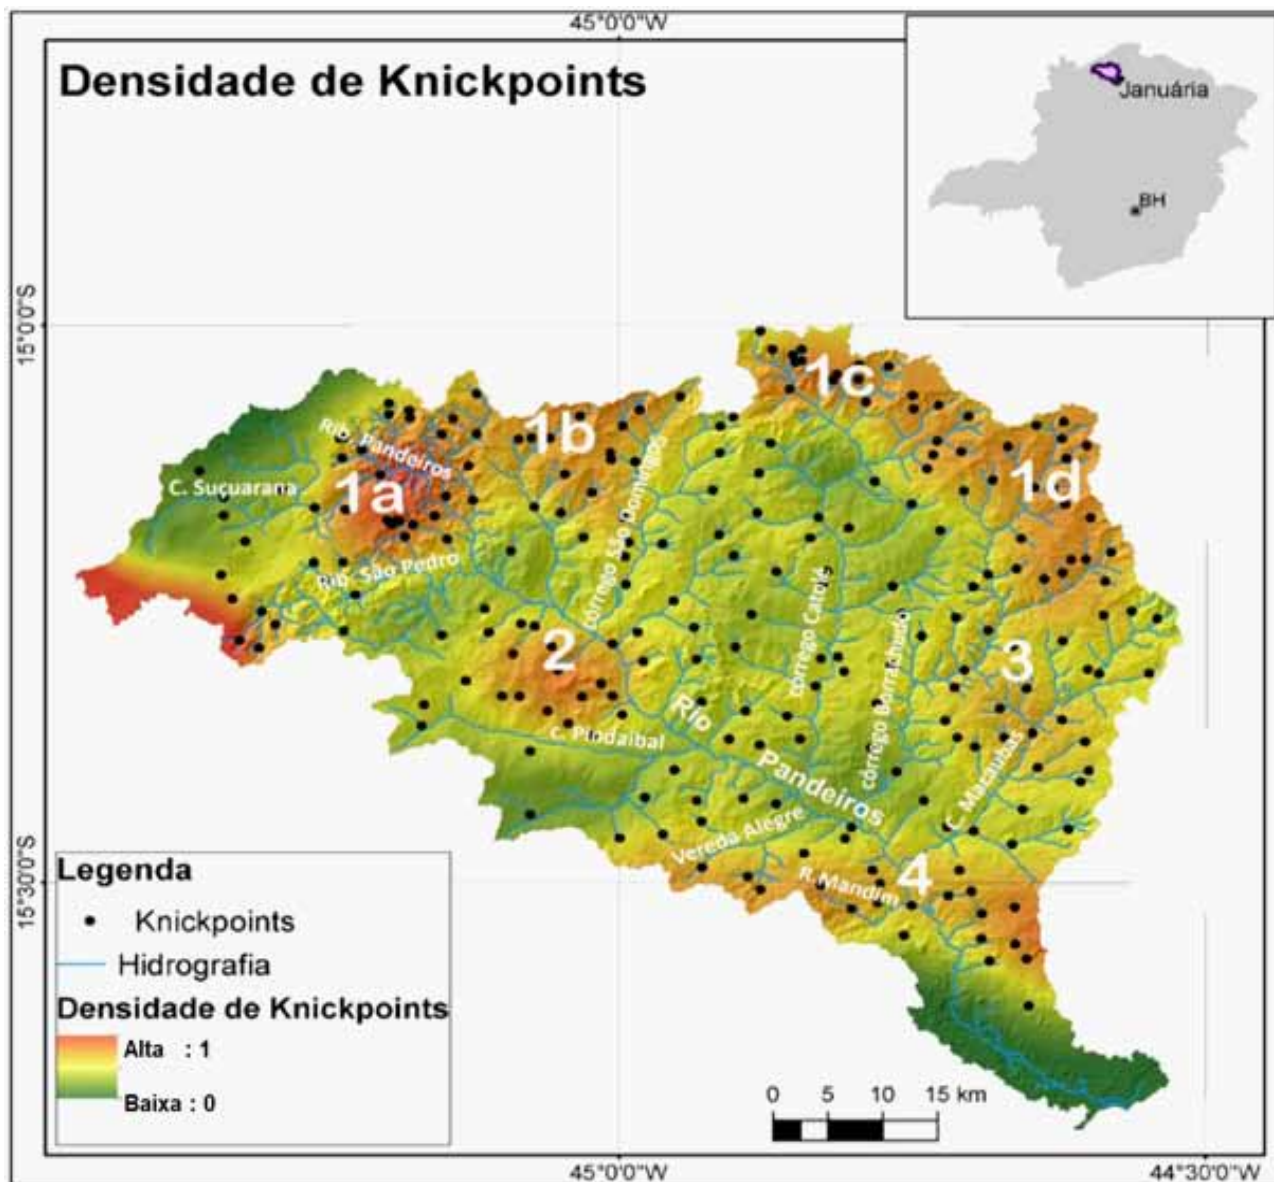 45°0'0"W
Densidade de Knickpoints
Januária
BH
15°0'0"S
1c
Rib. Pandeiros
1b
1a
C. Suçuarana
1d
córrego São Domingos
Rib. São Pedro
córrego Catolé
córrego Borrachudo
2
3
Rio
Pandeiros
C. Pindaibal
C. Macaubas
Vereda Alegre
R. Mandim
4
15°30'0"S
Legenda
Knickpoints
Hidrografia
Densidade de Knickpoints
Alta : 1
Baixa : 0
0 5 10 15 km
45°0'0"W
44°30'0"W